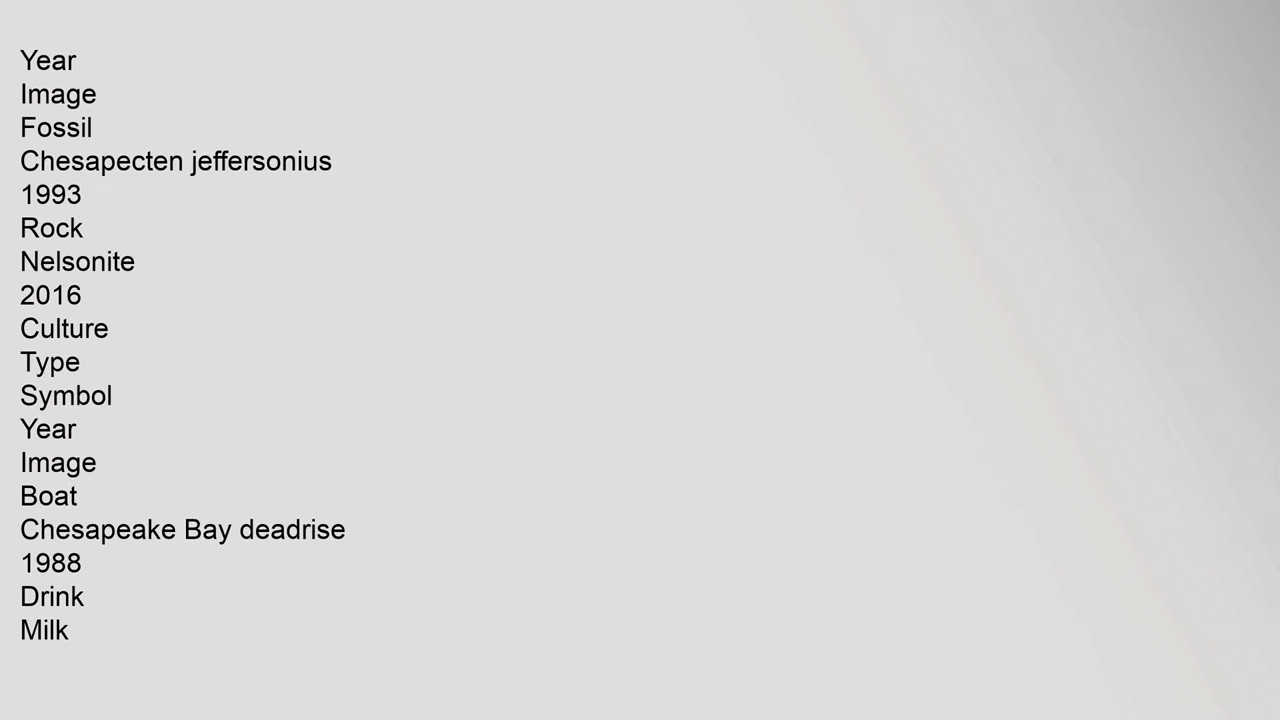 Year
Image
Fossil
Chesapecten jeffersonius
1993
Rock
Nelsonite
2016
Culture
Type
Symbol
Year
Image
Boat
Chesapeake Bay deadrise
1988
Drink
Milk